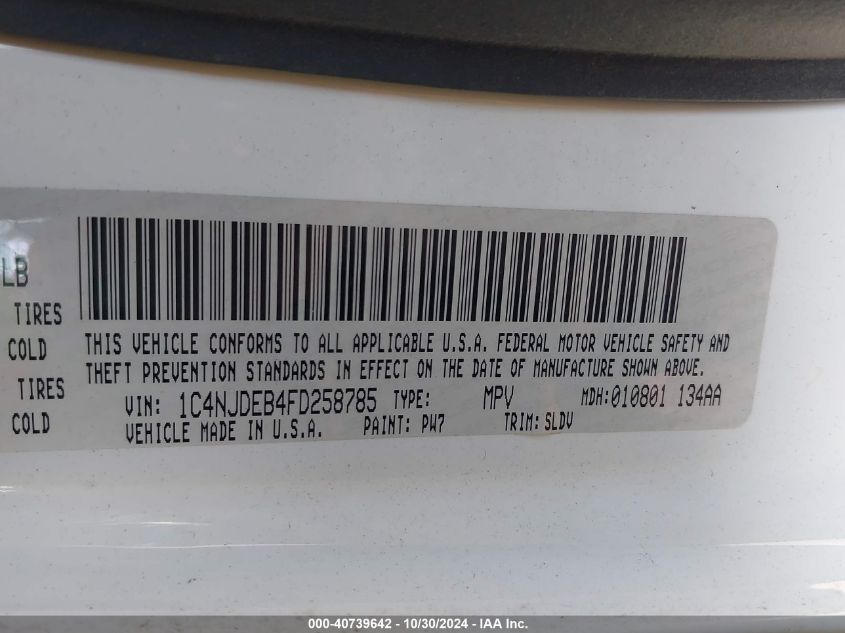 LB
TIRES
COLD
TIRES
COLD
THIS VEHICLE CONFORMS TO ALL APPLICABLE U.S.A. FEDERAL MOTOR VEHICLE SAFETY AND
THEFT PREVENTION STANDARDS IN EFFECT ON THE DATE OF MANUFACTURE SHOWN ABOVE.
VIN: 1C4NJDEB4FD258785 TYPE: MPV MDH:010801 134AA
VEHICLE MADE IN U.S.A. PAINT: PW7 TRIM: SLDV
000-40739642 - 10/30/2024 - IAA Inc.